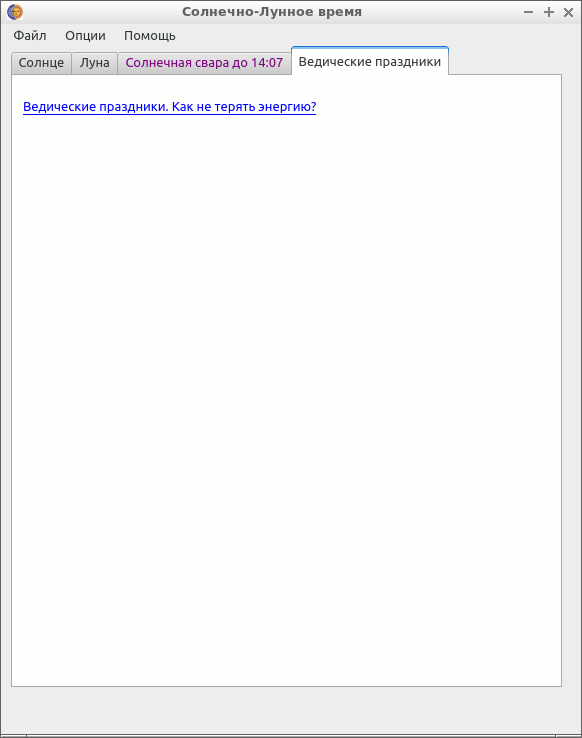 Солнечно-Лунное время
Файл Опции Помощь
Солнце Луна Солнечная свара до 14:07 Ведические праздники
Ведические праздники. Как не терять энергию?